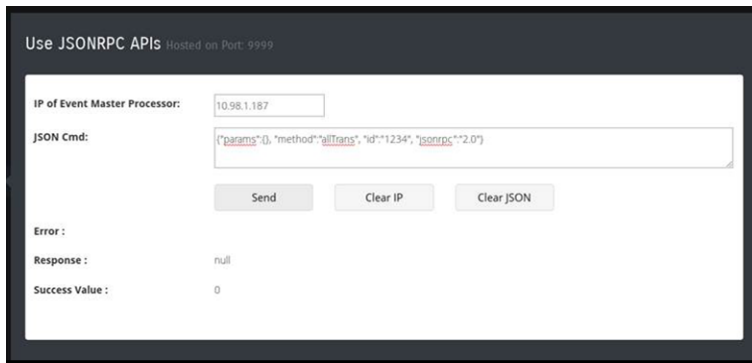 Use JSONRPC APIs Hosted on Port: 9999
IP of Event Master Processor: 10.98.1.187
JSON Cmd: {"params":{}, "method":"allTrans", "id":"1234", "jsonrpc":"2.0"}
Send Clear IP Clear JSON
Error :
Response : null
Success Value : 0